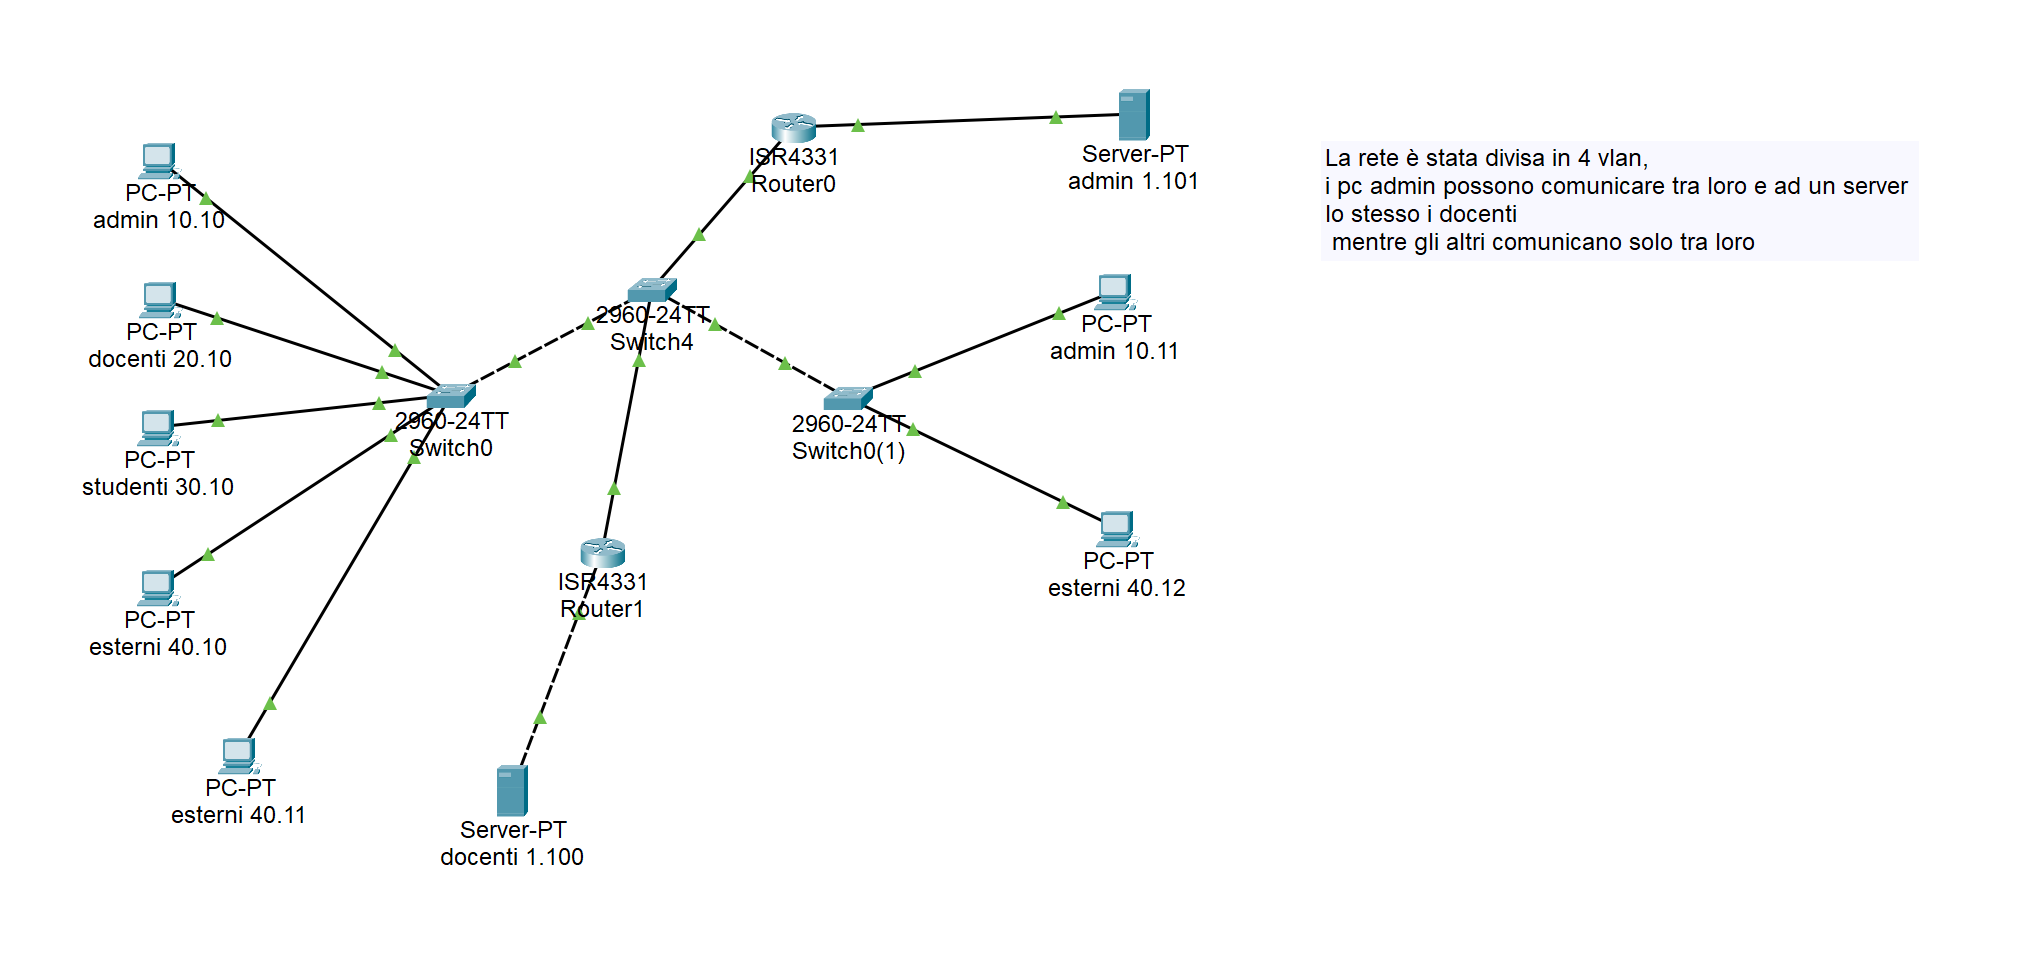 ISR4331
Router0
Server-PT
admin 1.101
La rete è stata divisa in 4 vlan,
i pc admin possono comunicare tra loro e ad un server
lo stesso i docenti
mentre gli altri comunicano solo tra loro
PC-PT
admin 10.10
PC-PT
docenti 20.10
2960-24TT
Switch4
PC-PT
admin 10.11
PC-PT
studenti 30.10
2960-24TT
Switch0
2960-24TT
Switch0(1)
PC-PT
esterni 40.10
ISR4331
Router1
PC-PT
esterni 40.12
PC-PT
esterni 40.11
Server-PT
docenti 1.100